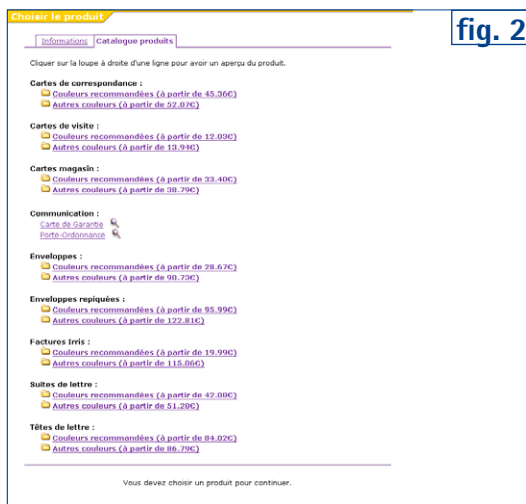 Choisir le produit
fig. 2
Informations Catalogue produits
Cliquer sur la loupe à droite d'une ligne pour avoir un aperçu du produit.
Cartes de correspondance :
Couleurs recommandées (à partir de 45.36€)
Autres couleurs (à partir de 52.87€)
Cartes de visite :
Couleurs recommandées (à partir de 12.03€)
Autres couleurs (à partir de 13.94€)
Cartes magasin :
Couleurs recommandées (à partir de 33.40€)
Autres couleurs (à partir de 38.79€)
Communication :
Carte de Garantie
Porte-Ordonnance
Enveloppes :
Couleurs recommandées (à partir de 28.67€)
Autres couleurs (à partir de 90.73€)
Enveloppes repiquées :
Couleurs recommandées (à partir de 95.99€)
Autres couleurs (à partir de 122.81€)
Factures Irris :
Couleurs recommandées (à partir de 19.99€)
Autres couleurs (à partir de 115.06€)
Suites de lettre :
Couleurs recommandées (à partir de 42.08€)
Autres couleurs (à partir de 51.28€)
Têtes de lettre :
Couleurs recommandées (à partir de 84.02€)
Autres couleurs (à partir de 86.79€)
Vous devez choisir un produit pour continuer.